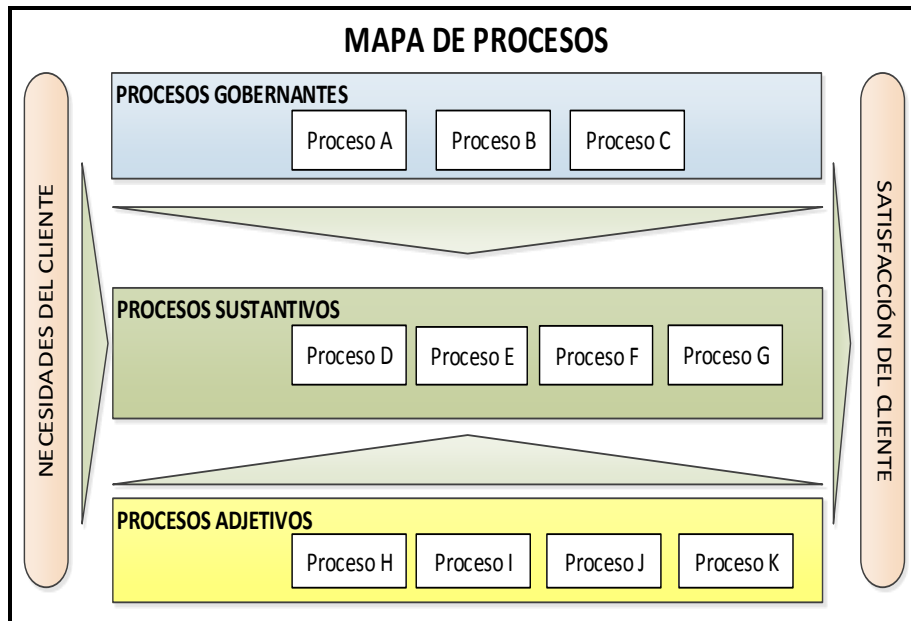 MAPA DE PROCESOS
NECESIDADES DEL CLIENTE
PROCESOS GOBERNANTES
Proceso A
Proceso B
Proceso C
PROCESOS SUSTANTIVOS
Proceso D
Proceso E
Proceso F
Proceso G
PROCESOS ADJETIVOS
Proceso H
Proceso I
Proceso J
Proceso K
SATISFACCIÓN DEL CLIENTE